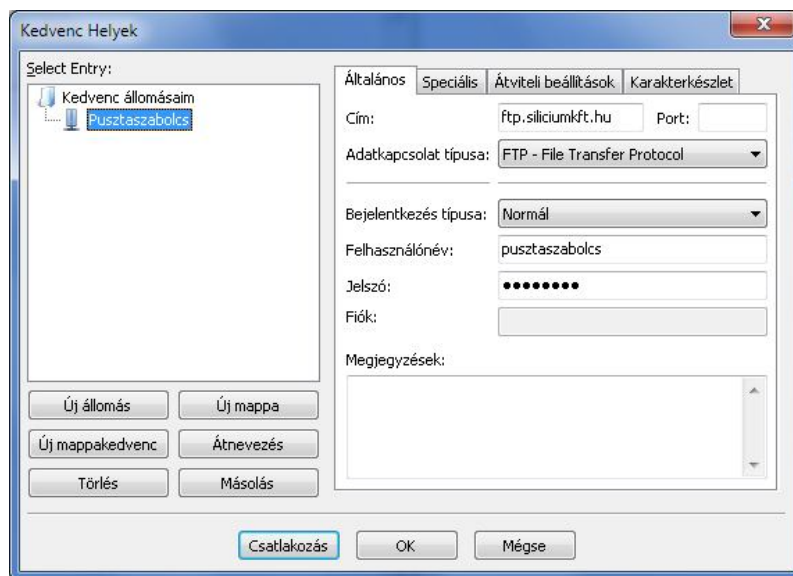 Kedvenc Helyek
Select Entry:
Kedvenc állomásaim
Pusztaszabolcs
Új állomás Új mappa
Új mappakedvenc Átnevezés
Törlés Másolás
Általános Speciális Átviteli beállítások Karakterkészlet
Cím: ftp.siliciumkft.hu Port:
Adatkapcsolat típusa: FTP - File Transfer Protocol
Bejelentkezés típusa: Normál
Felhasználónév: pusztaszabolcs
Jelszó: ●●●●●●●●
Fiók:
Megjegyzések:
Csatlakozás OK Mégse